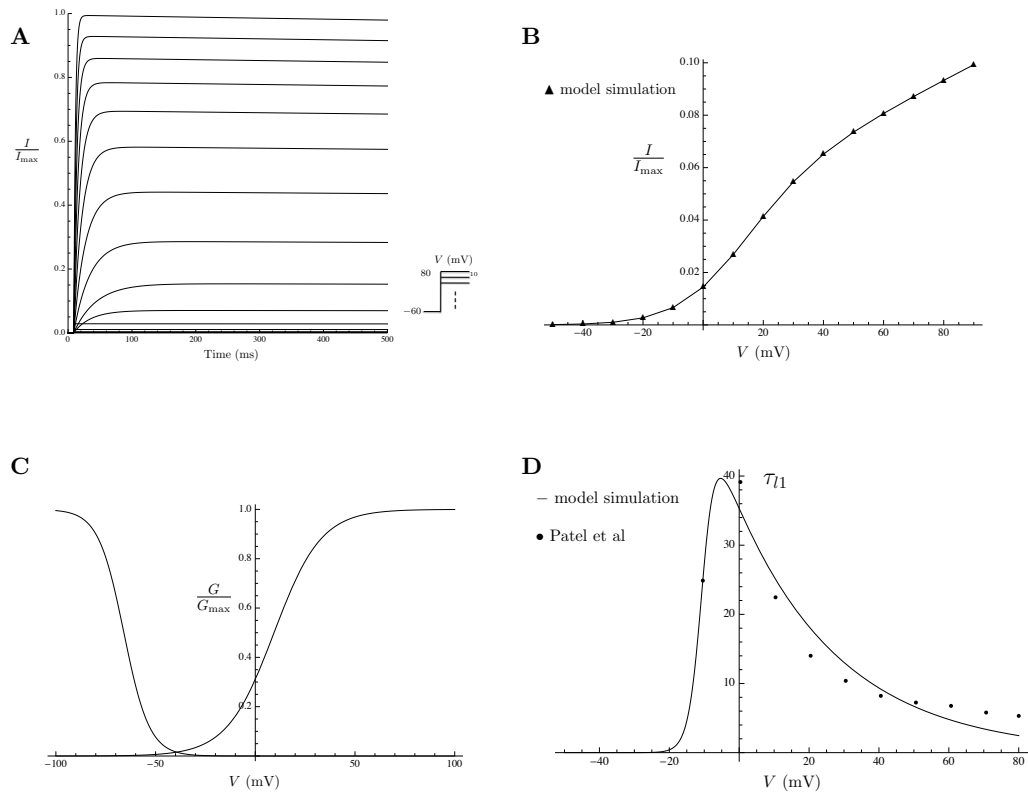 A
1.0
0.8
0.6
0.4
0.2
0.0
I
I_max
0 100 200 300 400 500
Time (ms)
V (mV)
80 10
−60
B
▲ model simulation
I
I_max
0.10
0.08
0.06
0.04
0.02
−40 −20 20 40 60 80
V (mV)
C
G
G_max
1.0
0.8
0.6
0.4
0.2
−100 −50 0 50 100
V (mV)
D
− model simulation
● Patel et al
τ_l1
40
30
20
10
−40 −20 0 20 40 60 80
V (mV)